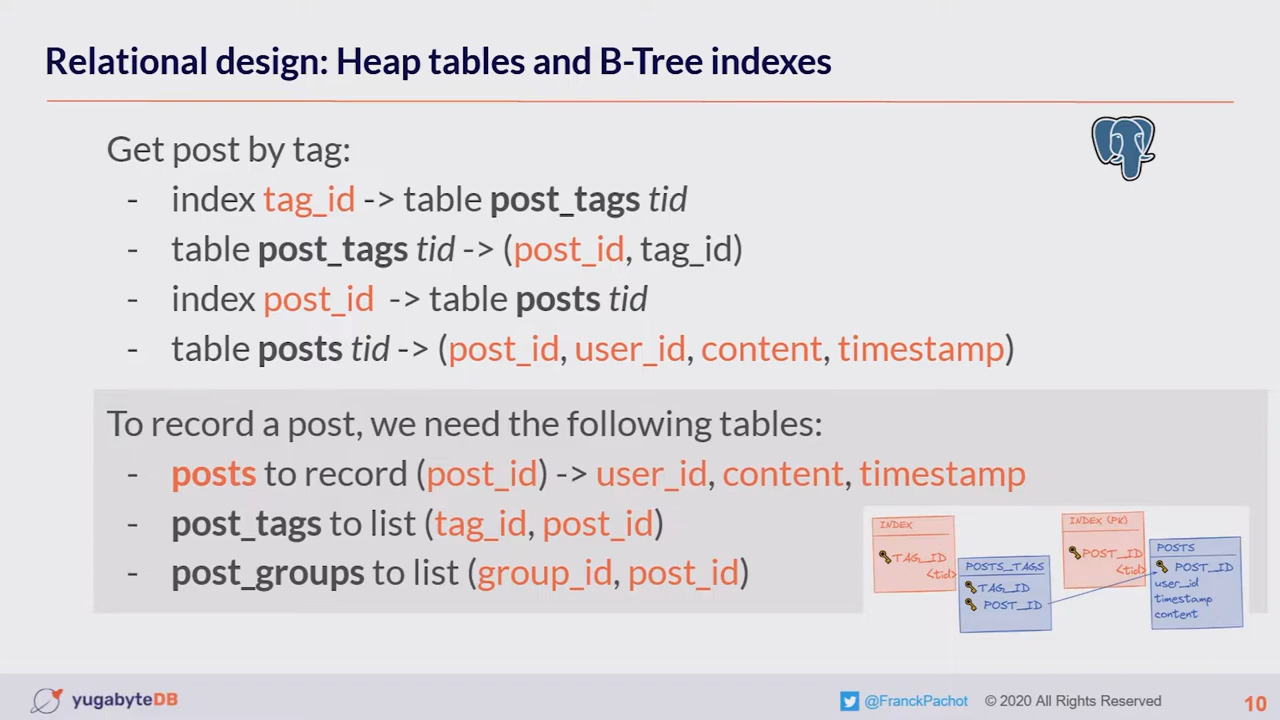 Relational design: Heap tables and B-Tree indexes
Get post by tag:
- index tag_id -> table post_tags tid
- table post_tags tid -> (post_id, tag_id)
- index post_id -> table posts tid
- table posts tid -> (post_id, user_id, content, timestamp)
To record a post, we need the following tables:
- posts to record (post_id) -> user_id, content, timestamp
- post_tags to list (tag_id, post_id)
- post_groups to list (group_id, post_id)
INDEX
TAG_ID
<tid>
POSTS_TAGS
TAG_ID
POST_ID
INDEX (PK)
POST_ID
<tid>
POSTS
POST_ID
user_id
timestamp
content
yugabyteDB
@FranckPachot
© 2020 All Rights Reserved
10